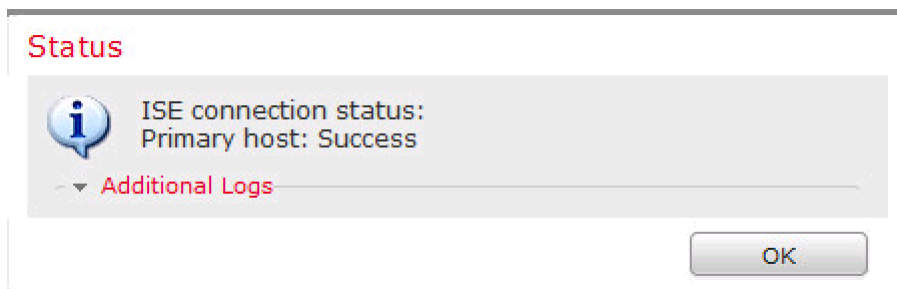 Status
ISE connection status:
Primary host: Success
Additional Logs
OK